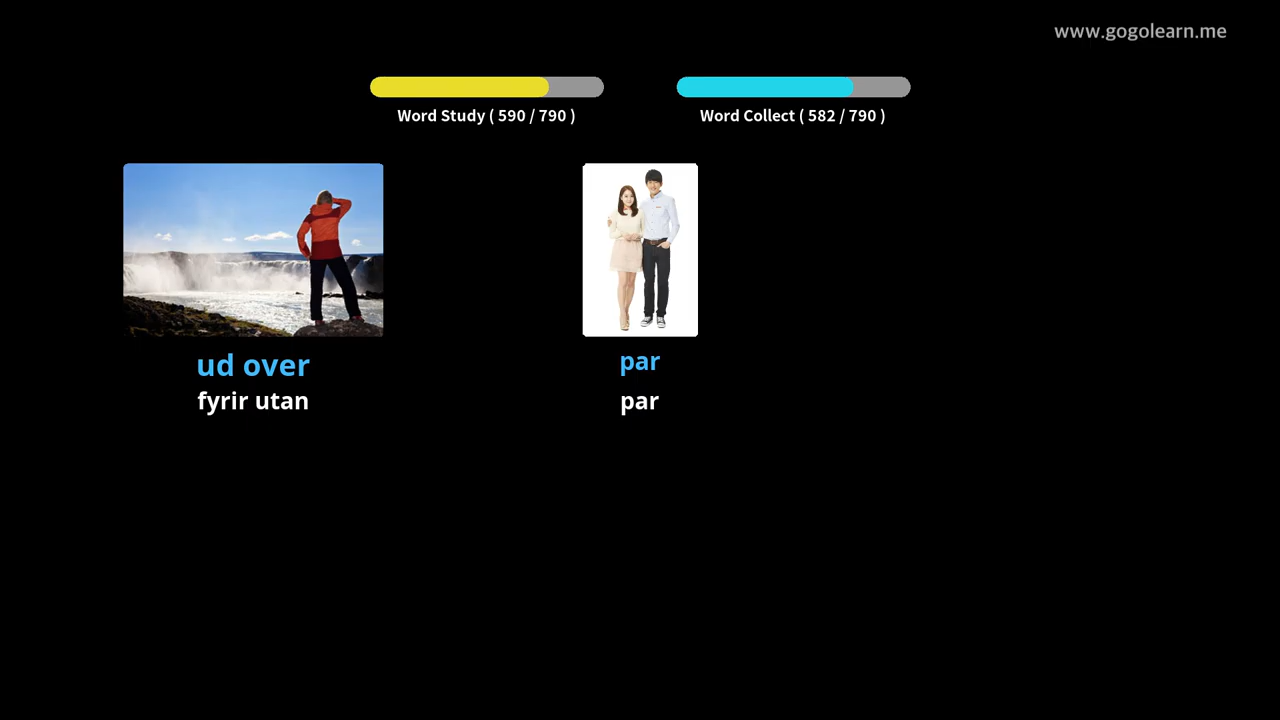 www.gogolearn.me
Word Study ( 590 / 790 )
Word Collect ( 582 / 790 )
ud over
fyrir utan
par
par